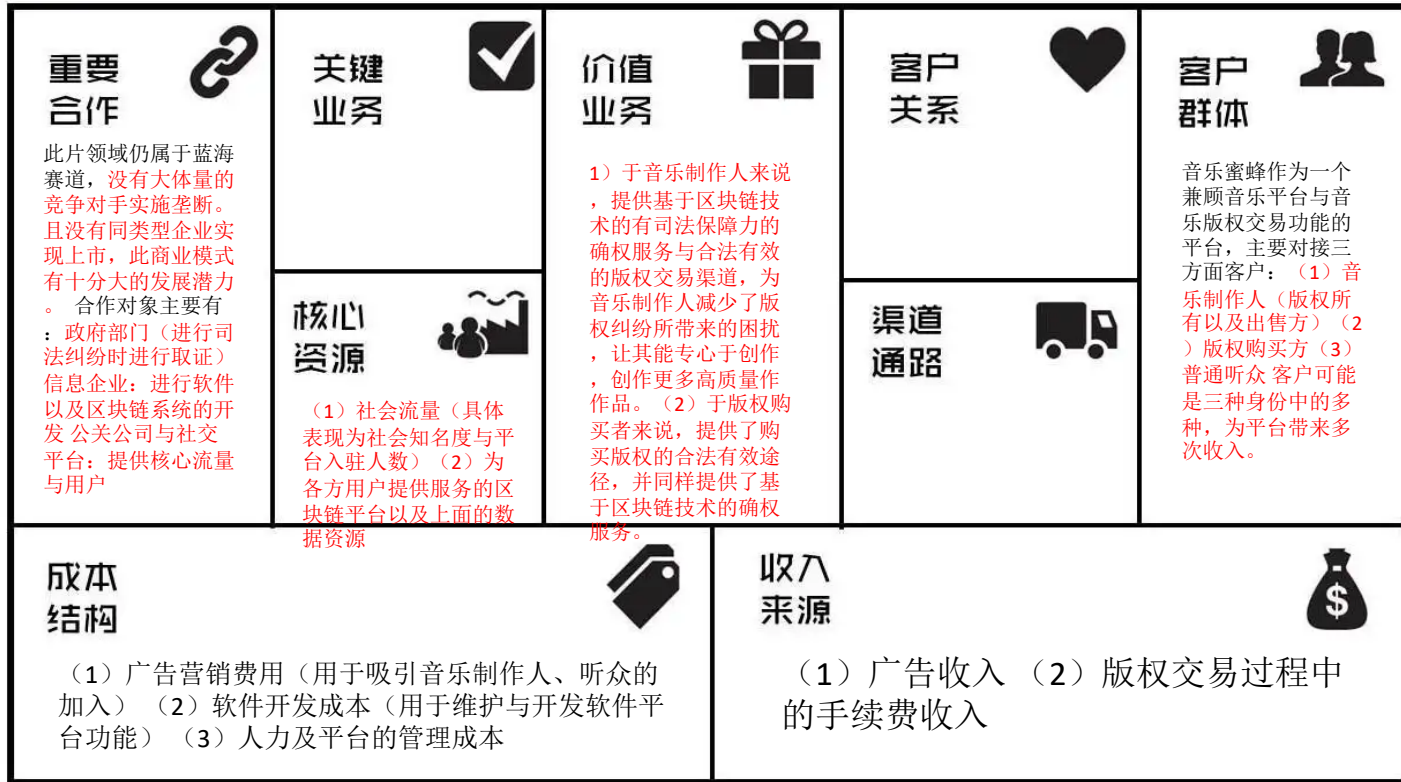 重要
合作
此片领域仍属于蓝海
赛道，没有大体量的
竞争对手实施垄断。
且没有同类型企业实
现上市，此商业模式
有十分大的发展潜力
。 合作对象主要有
：政府部门（进行司
法纠纷时进行取证）
信息企业：进行软件
以及区块链系统的开
发 公关公司与社交
平台：提供核心流量
与用户
关键
业务
核心
资源
（1）社会流量（具体
表现为社会知名度与平
台入驻人数）（2）为
各方用户提供服务的区
块链平台以及上面的数
据资源
价值
业务
1）于音乐制作人来说
，提供基于区块链技
术的有司法保障力的
确权服务与合法有效
的版权交易渠道，为
音乐制作人减少了版
权纠纷所带来的困扰
，让其能专心于创作
，创作更多高质量作
作品。（2）于版权购
买者来说，提供了购
买版权的合法有效途
径，并同样提供了基
于区块链技术的确权
服务。
客户
关系
渠道
通路
客户
群体
音乐蜜蜂作为一个
兼顾音乐平台与音
乐版权交易功能的
平台，主要对接三
方面客户：（1）音
乐制作人（版权所
有以及出售方）（2
）版权购买方（3）
普通听众 客户可能
是三种身份中的多
种，为平台带来多
次收入。
成本
结构
（1）广告营销费用（用于吸引音乐制作人、听众的
加入） （2）软件开发成本（用于维护与开发软件平
台功能） （3）人力及平台的管理成本
收入
来源
$
（1）广告收入 （2）版权交易过程中
的手续费收入